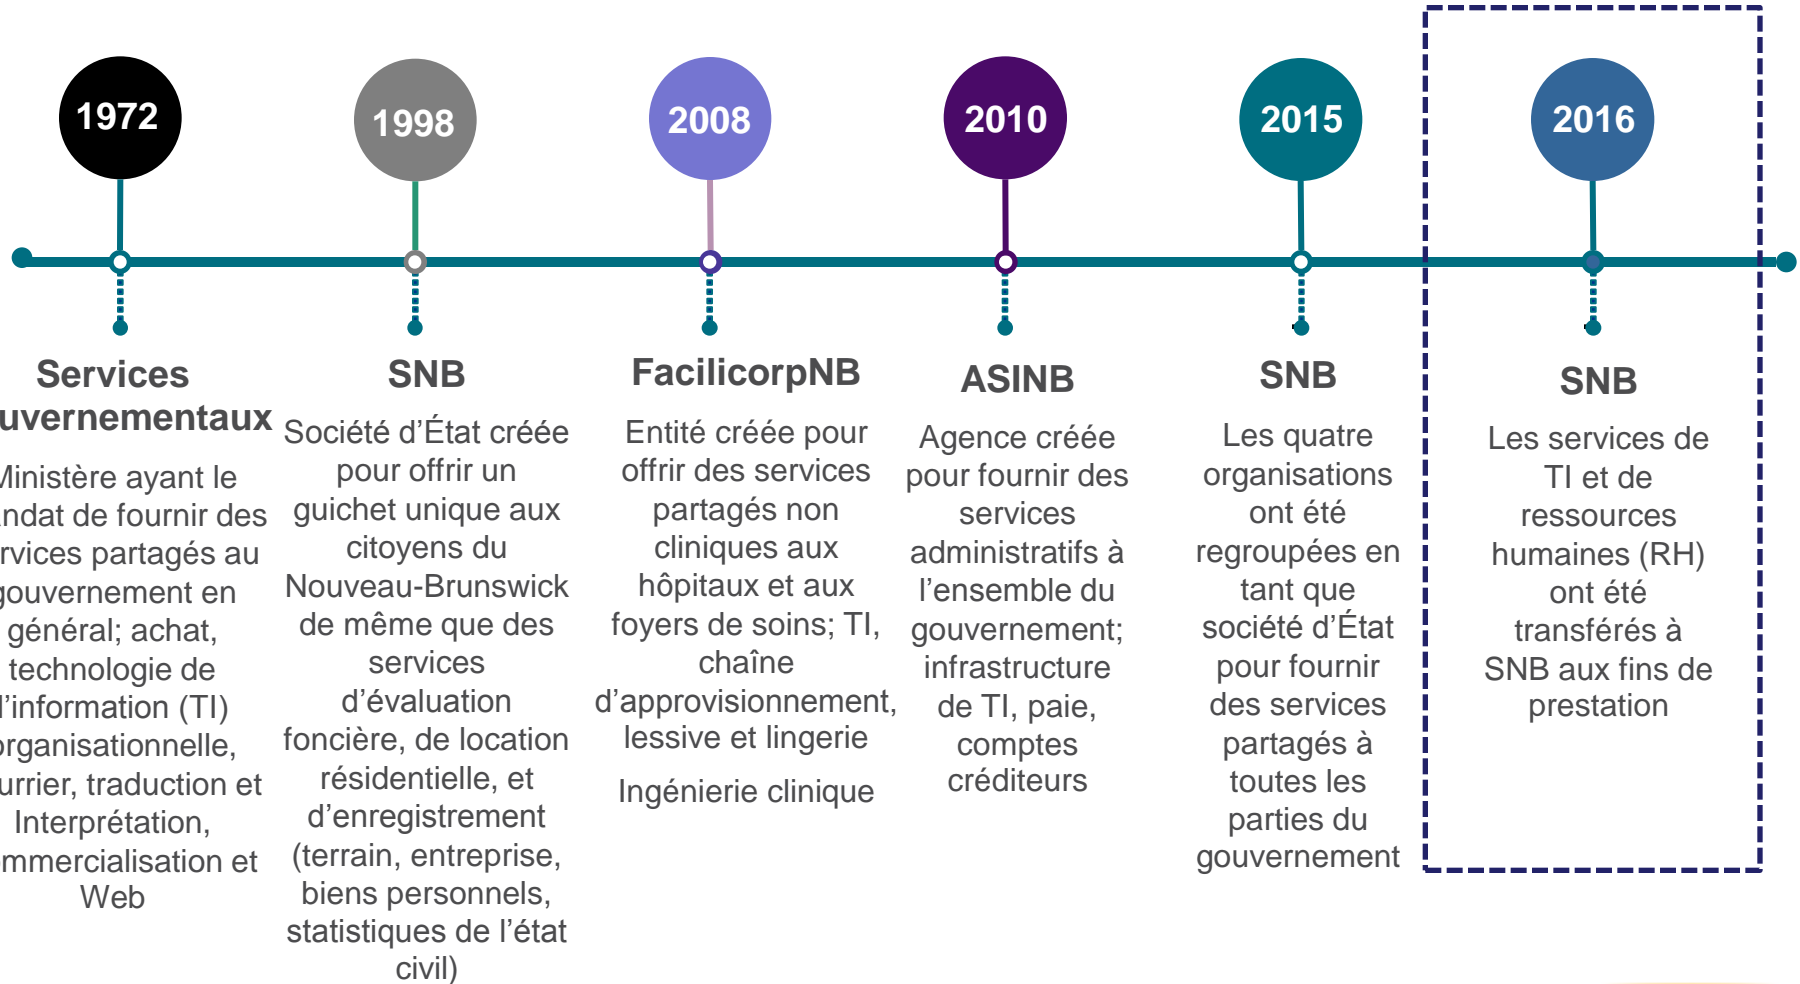 1972
1998
2008
2010
2015
2016
Services
ouvernementaux
Ministère ayant le
andat de fournir des
rvices partagés au
gouvernement en
général; achat,
technologie de
l’information (TI)
organisationnelle,
urrier, traduction et
Interprétation,
ommercialisation et
Web
SNB
Société d’État créée
pour offrir un
guichet unique aux
citoyens du
Nouveau-Brunswick
de même que des
services
d’évaluation
foncière, de location
résidentielle, et
d’enregistrement
(terrain, entreprise,
biens personnels,
statistiques de l’état
civil)
FacilicorpNB
Entité créée pour
offrir des services
partagés non
cliniques aux
hôpitaux et aux
foyers de soins; TI,
chaîne
d’approvisionnement,
lessive et lingerie
Ingénierie clinique
ASINB
Agence créée
pour fournir des
services
administratifs à
l’ensemble du
gouvernement;
infrastructure
de TI, paie,
comptes
créditeurs
SNB
Les quatre
organisations
ont été
regroupées en
tant que
société d’État
pour fournir
des services
partagés à
toutes les
parties du
gouvernement
SNB
Les services de
TI et de
ressources
humaines (RH)
ont été
transférés à
SNB aux fins de
prestation